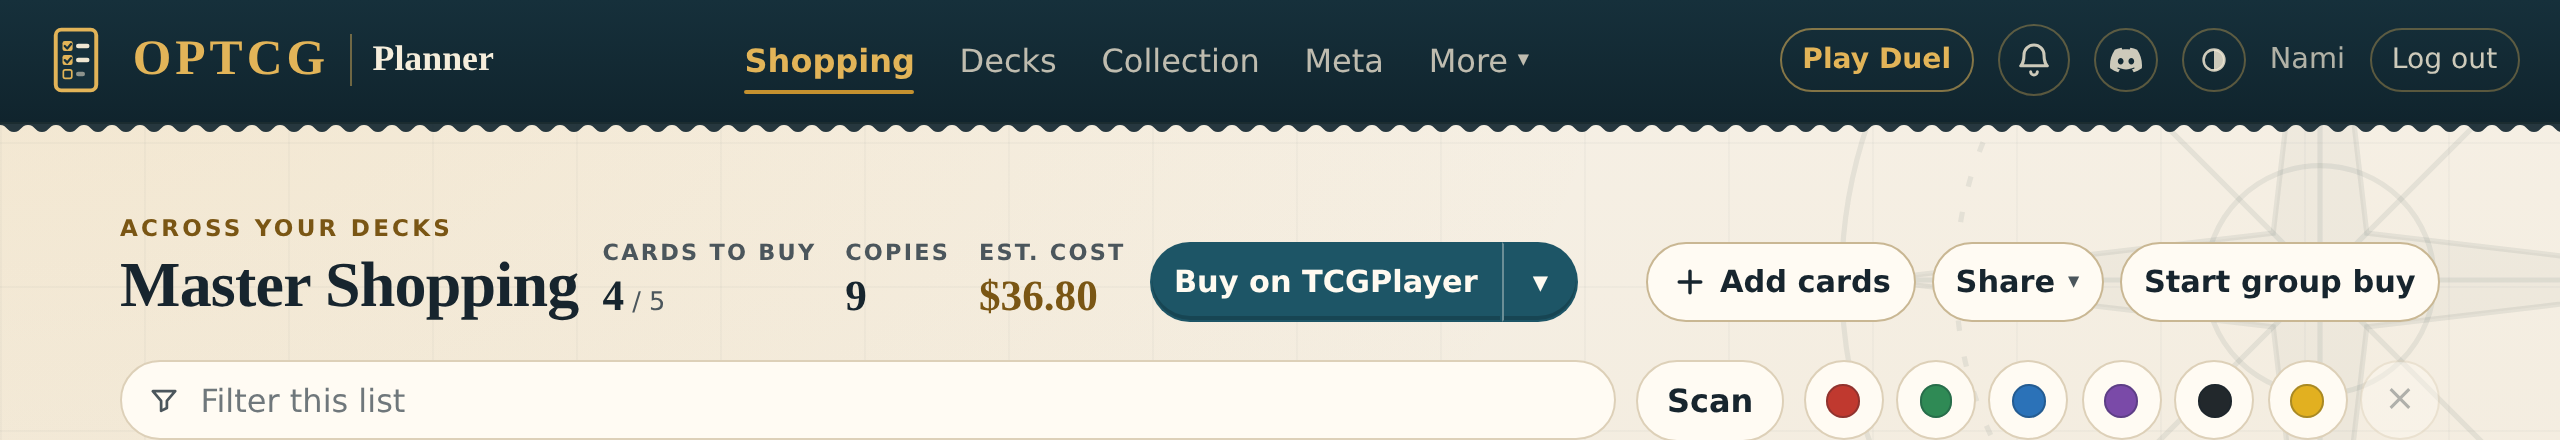 OPTCG Planner Shopping Decks Collection Meta More ▾ Play Duel Nami Log out
ACROSS YOUR DECKS
Master Shopping
CARDS TO BUY COPIES EST. COST
4 / 5 9 $36.80
Buy on TCGPlayer ▾ + Add cards Share ▾ Start group buy
Filter this list Scan ×